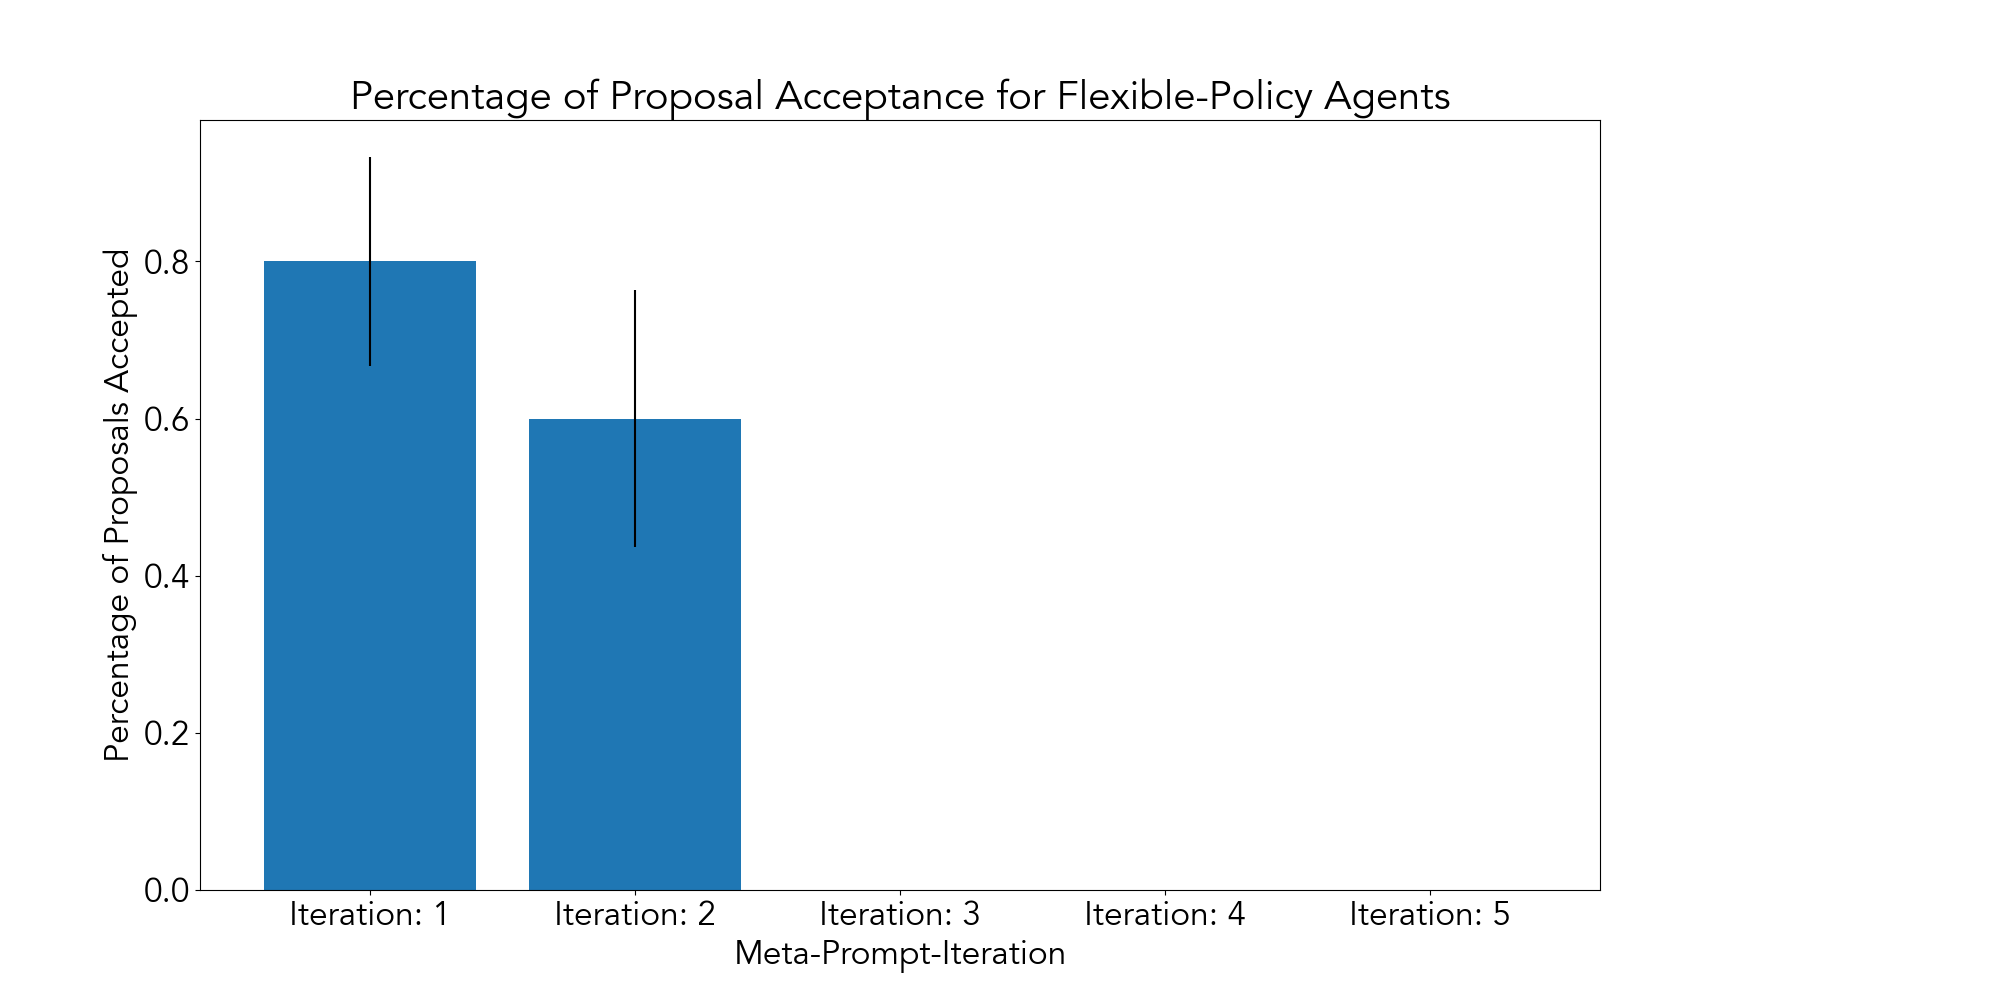 Percentage of Proposal Acceptance for Flexible-Policy Agents
Percentage of Proposals Accepted
0.8
0.6
0.4
0.2
0.0
Iteration: 1
Iteration: 2
Iteration: 3
Iteration: 4
Iteration: 5
Meta-Prompt-Iteration